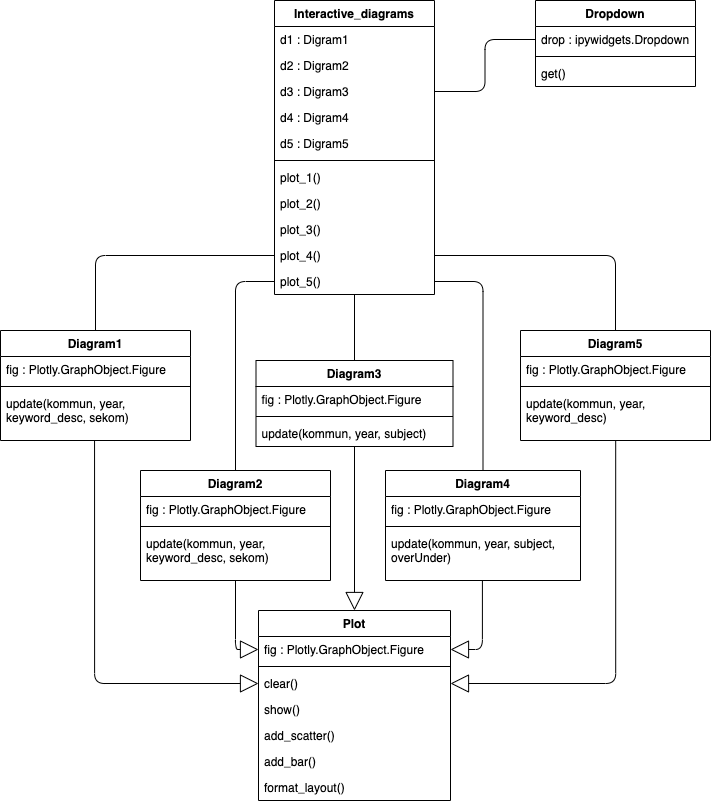 Interactive_diagrams
d1 : Digram1
d2 : Digram2
d3 : Digram3
d4 : Digram4
d5 : Digram5
plot_1()
plot_2()
plot_3()
plot_4()
plot_5()
Dropdown
drop : ipywidgets.Dropdown
get()
Diagram1
fig : Plotly.GraphObject.Figure
update(kommun, year,
keyword_desc, sekom)
Diagram3
fig : Plotly.GraphObject.Figure
update(kommun, year, subject)
Diagram5
fig : Plotly.GraphObject.Figure
update(kommun, year,
keyword_desc)
Diagram2
fig : Plotly.GraphObject.Figure
update(kommun, year,
keyword_desc, sekom)
Diagram4
fig : Plotly.GraphObject.Figure
update(kommun, year, subject,
overUnder)
Plot
fig : Plotly.GraphObject.Figure
clear()
show()
add_scatter()
add_bar()
format_layout()